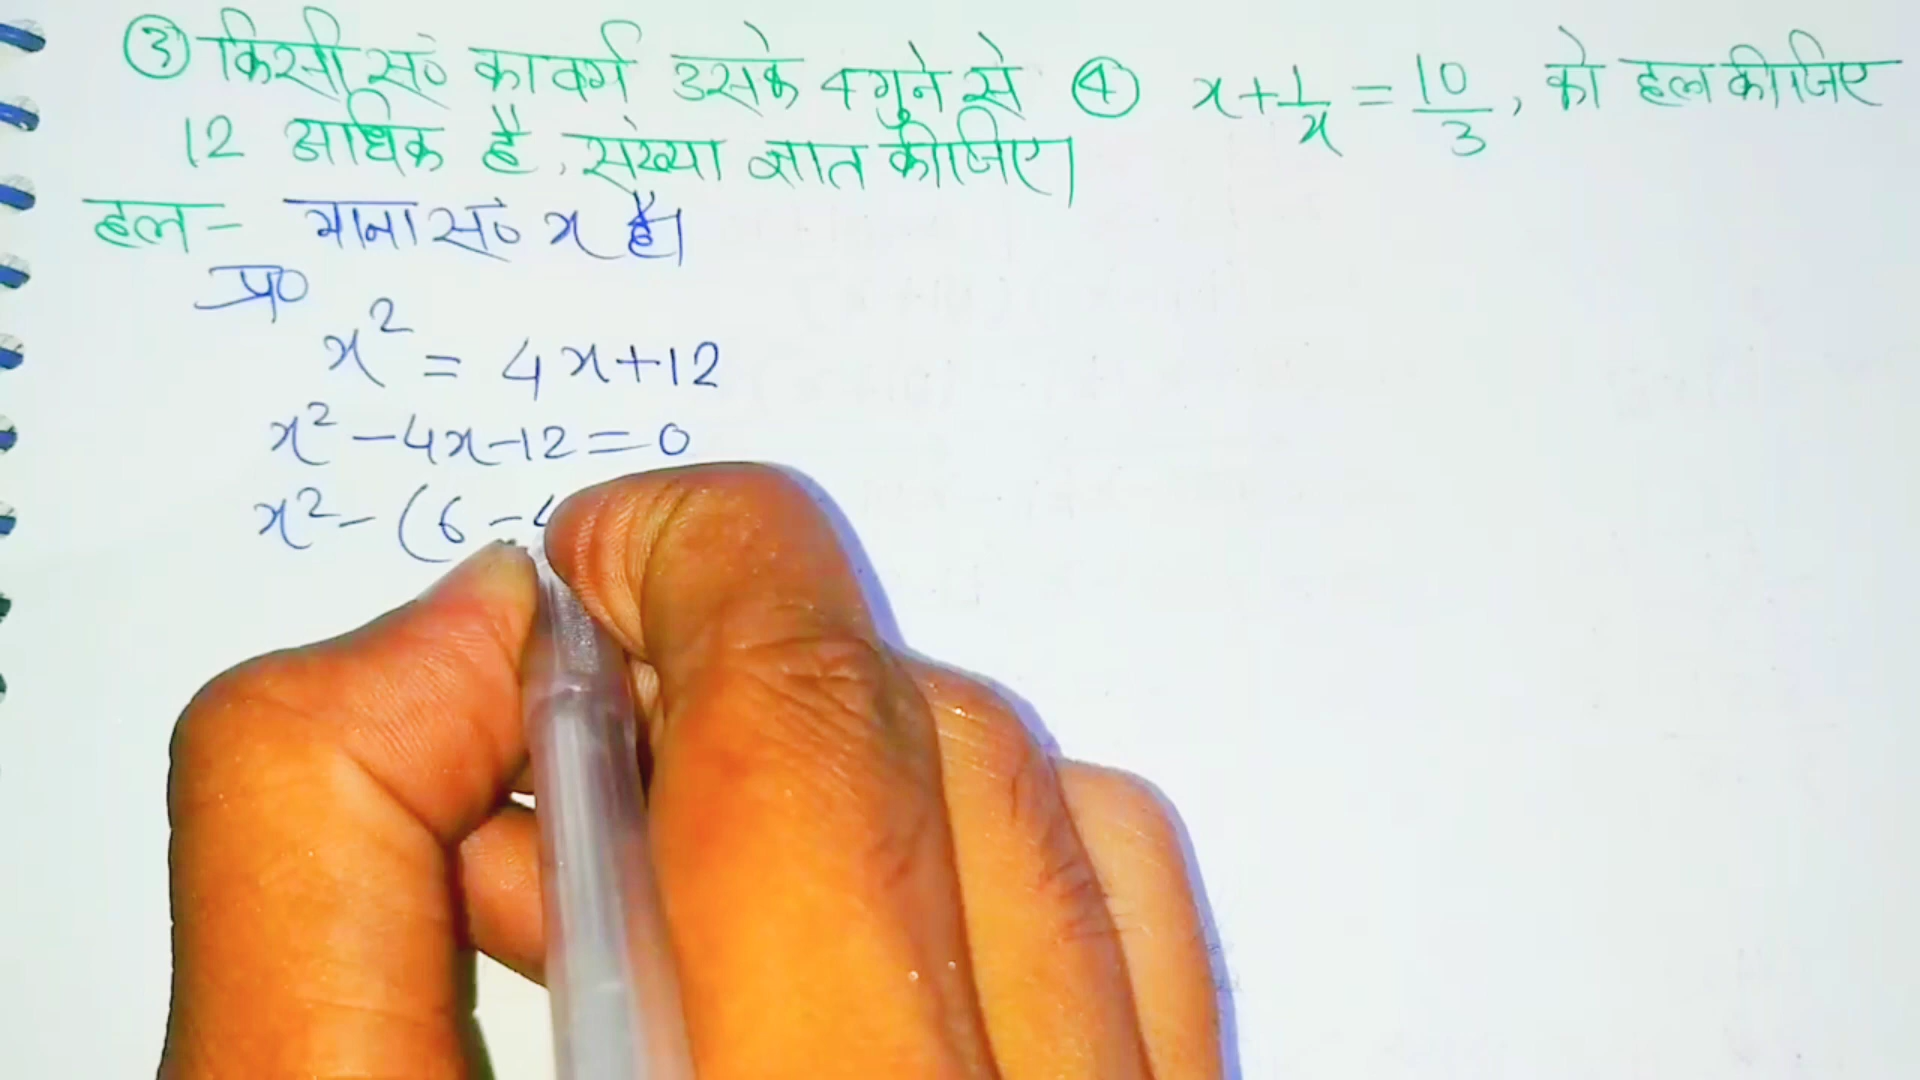 ③ किसी सं० का वर्ग उसके 4 गुने से
12 अधिक है, संख्या ज्ञात कीजिए।
हल- माना सं० x है।
प्र०
x² = 4x+12
x² -4x-12=0
x² - (6-
④ x+1/x = 10/3, को हल कीजिए